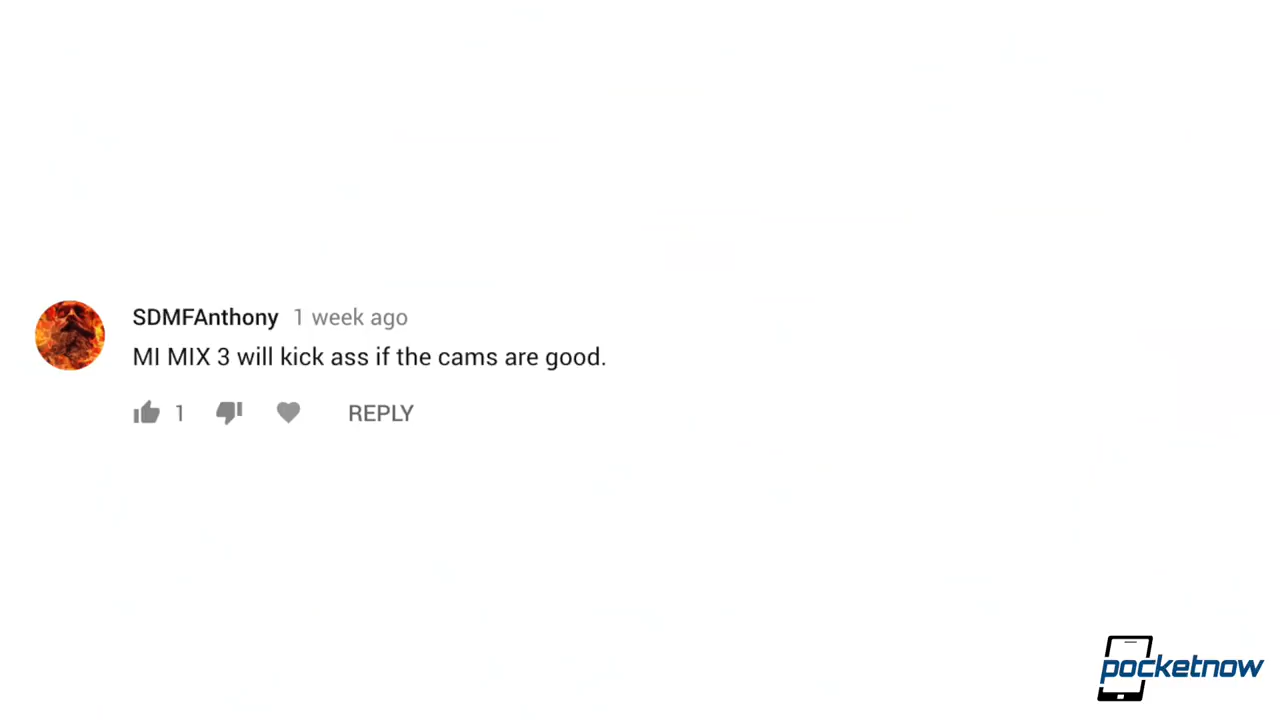 SDMFAnthony 1 week ago
MI MIX 3 will kick ass if the cams are good.
1 REPLY
pocketnow